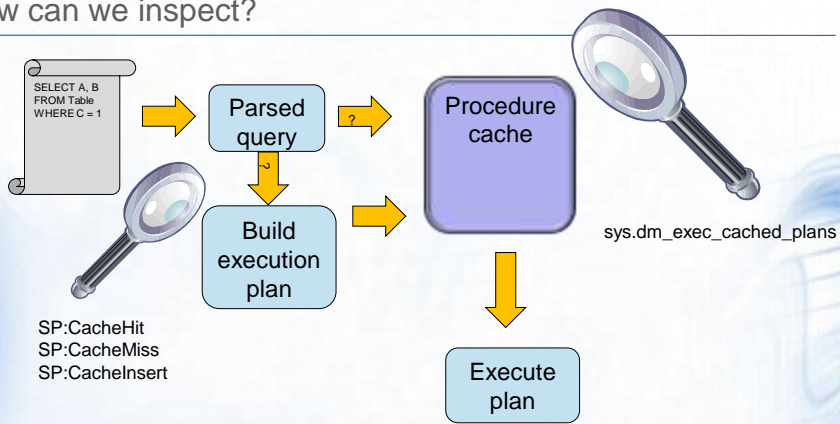 w can we inspect?
SELECT A, B
FROM Table
WHERE C = 1
Parsed
query
?
Procedure
cache
?
Build
execution
plan
sys.dm_exec_cached_plans
SP:CacheHit
SP:CacheMiss
SP:CacheInsert
Execute
plan